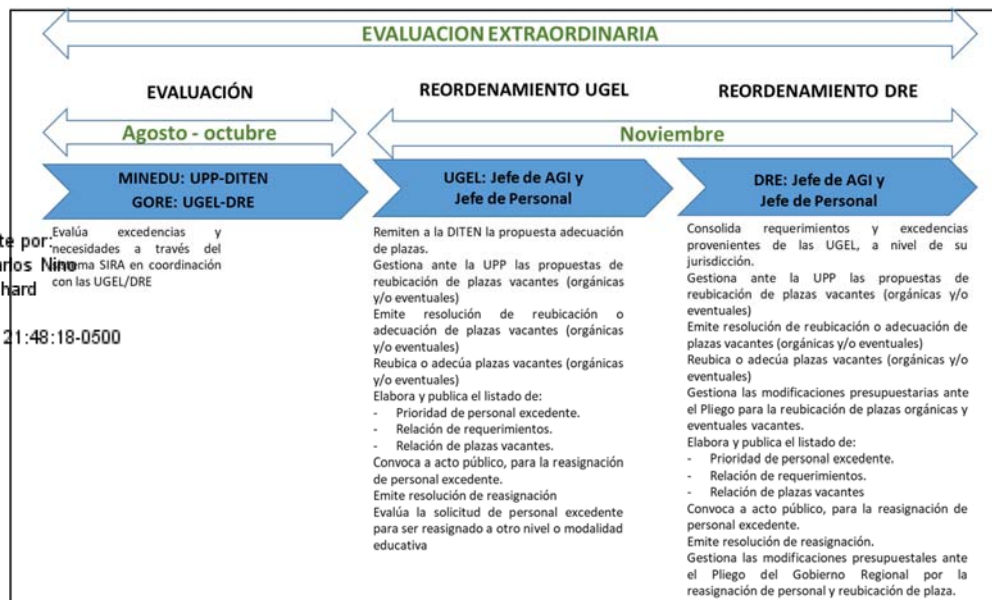 EVALUACION EXTRAORDINARIA
EVALUACIÓN
Agosto - octubre
MINEDU: UPP-DITEN
GORE: UGEL-DRE
Evalúa excedencias y
necesidades a través del
sistema SIRA en coordinación
con las UGEL/DRE
te por:
rlos Nino
hard
21:48:18-0500
REORDENAMIENTO UGEL
REORDENAMIENTO DRE
Noviembre
UGEL: Jefe de AGI y
Jefe de Personal
Remiten a la DITEN la propuesta adecuación
de plazas.
Gestiona ante la UPP las propuestas de
reubicación de plazas vacantes (orgánicas
y/o eventuales)
Emite resolución de reubicación o
adecuación de plazas vacantes (orgánicas
y/o eventuales)
Reubica o adecúa plazas vacantes (orgánicas
y/o eventuales)
Elabora y publica el listado de:
- Prioridad de personal excedente.
- Relación de requerimientos.
- Relación de plazas vacantes.
Convoca a acto público, para la reasignación
de personal excedente.
Emite resolución de reasignación
Evalúa la solicitud de personal excedente
para ser reasignado a otro nivel o modalidad
educativa
DRE: Jefe de AGI y
Jefe de Personal
Consolida requerimientos y excedencias
provenientes de las UGEL, a nivel de su
jurisdicción.
Gestiona ante la UPP las propuestas de
reubicación de plazas vacantes (orgánicas
y/o eventuales)
Emite resolución de reubicación o adecuación de
plazas vacantes (orgánicas y/o eventuales)
Reubica o adecúa plazas vacantes (orgánicas
y/o eventuales)
Gestiona las modificaciones presupuestarias ante
el Pliego para la reubicación de plazas orgánicas y
eventuales vacantes.
Elabora y publica el listado de:
- Prioridad de personal excedente.
- Relación de requerimientos.
- Relación de plazas vacantes
Convoca a acto público, para la reasignación de
personal excedente.
Emite resolución de reasignación.
Gestiona las modificaciones presupuestales ante
el Pliego del Gobierno Regional por la
reasignación de personal y reubicación de plaza.